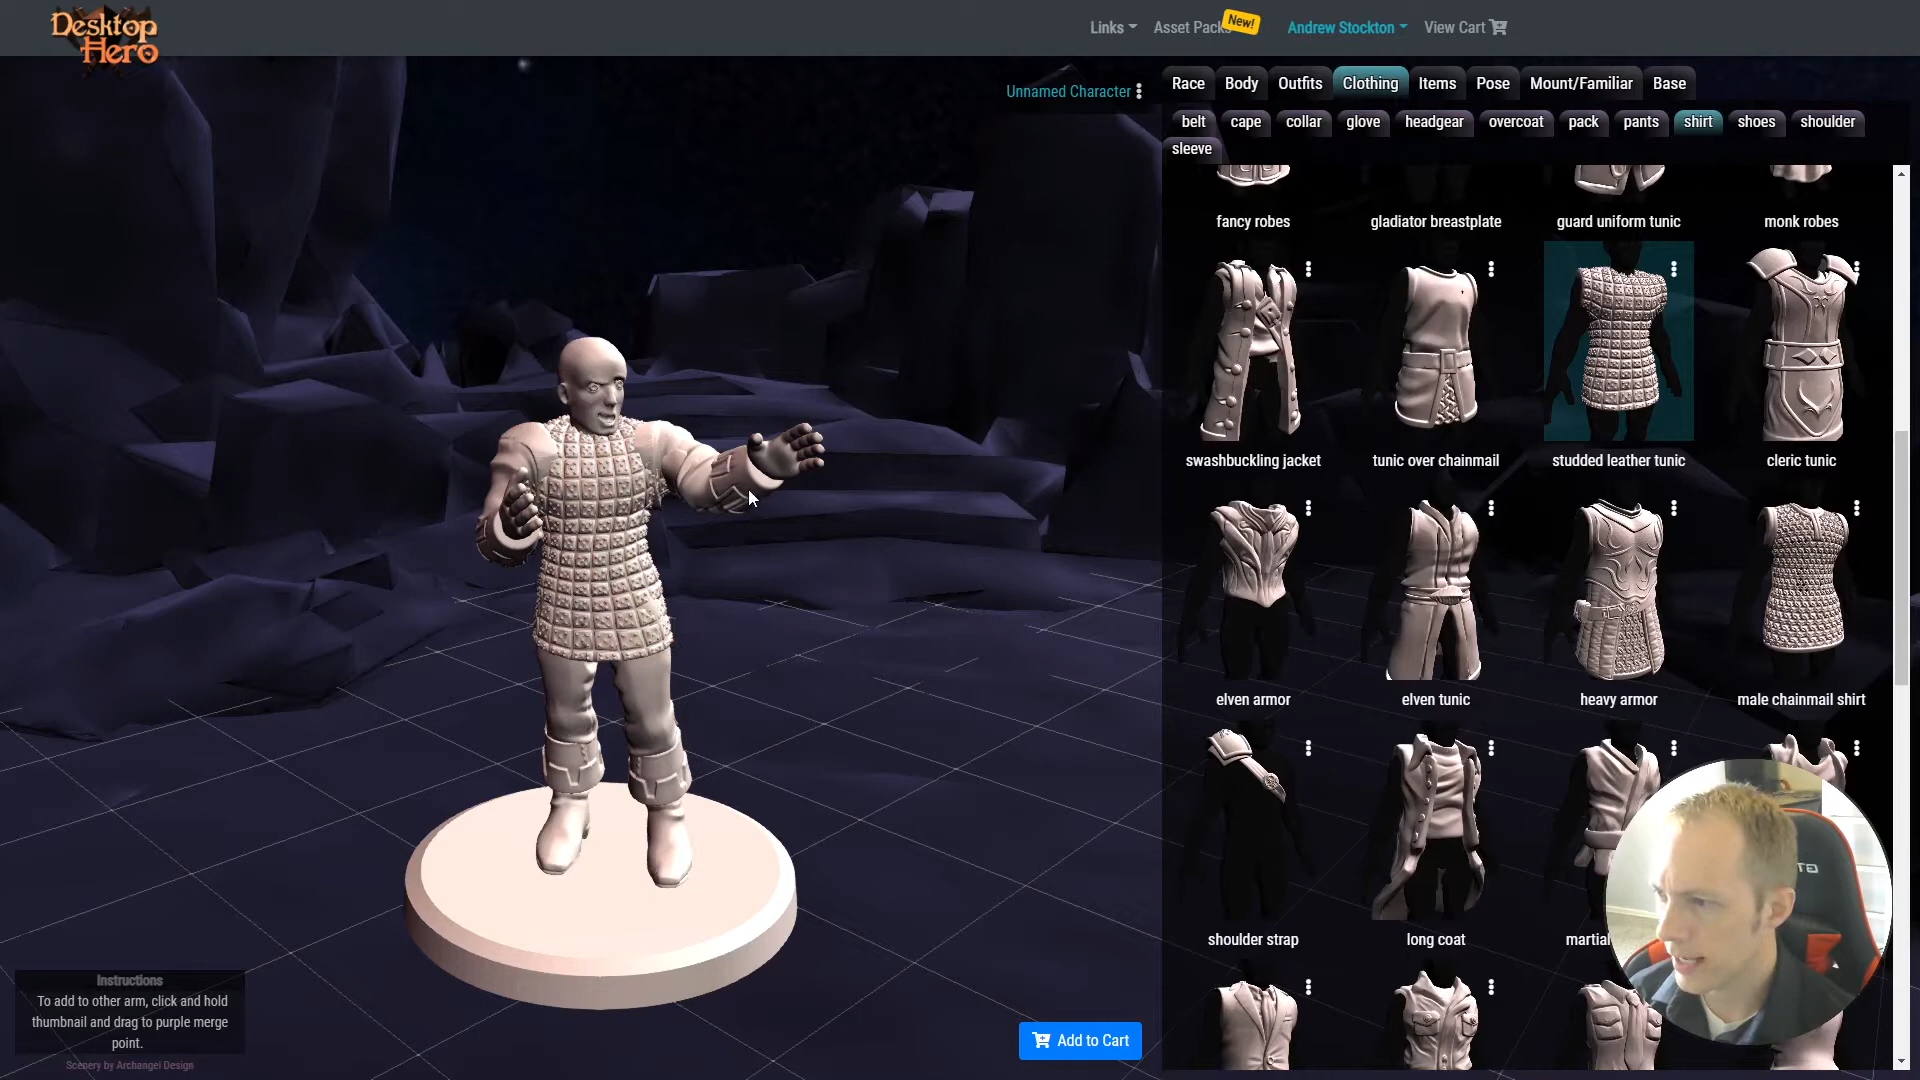 Desktop
Hero
Links
Asset Packs
New!
Andrew Stockton
View Cart
Unnamed Character
Race
Body
Outfits
Clothing
Items
Pose
Mount/Familiar
Base
belt
cape
collar
glove
headgear
overcoat
pack
pants
shirt
shoes
shoulder
sleeve
fancy robes
gladiator breastplate
guard uniform tunic
monk robes
swashbuckling jacket
tunic over chainmail
studded leather tunic
cleric tunic
elven armor
elven tunic
heavy armor
male chainmail shirt
shoulder strap
long coat
martial
Instructions
To add to other arm, click and hold
thumbnail and drag to purple merge
point.
Scenery by Archangel Design
Add to Cart